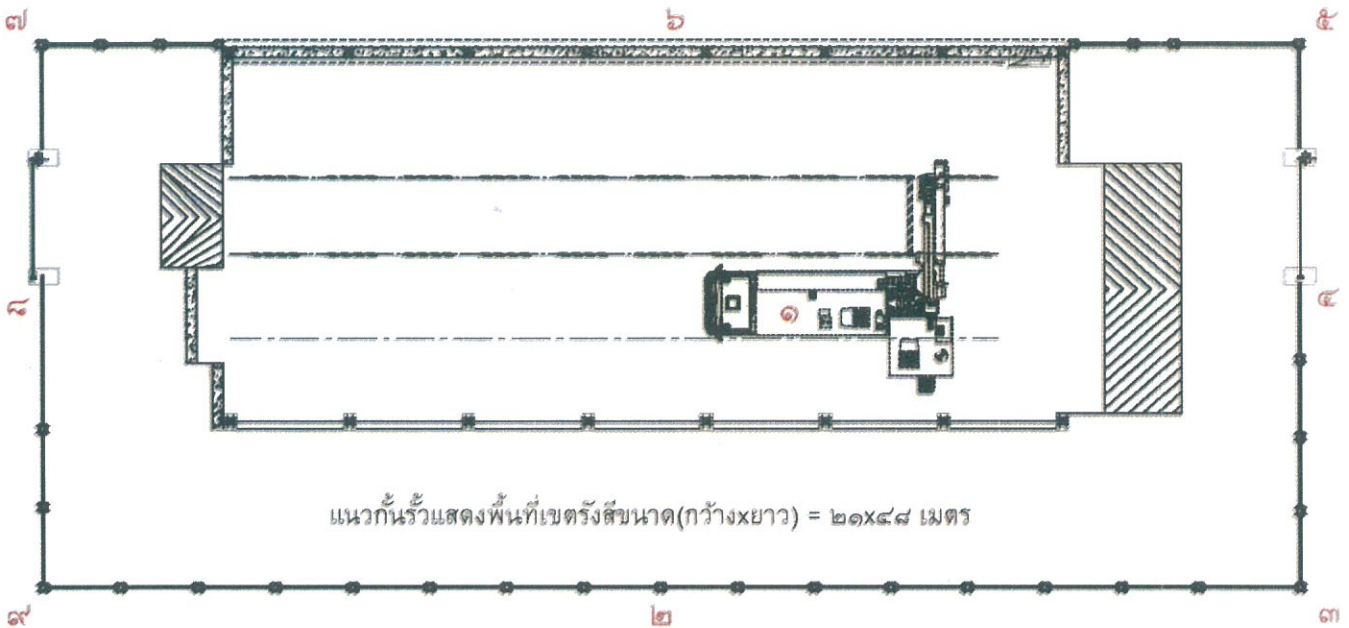 ๗ ๖ ๕
๘ ๑ ๔
แนวกั้นรั้วแสดงพื้นที่เขตรังสีขนาด(กว้างxยาว) = ๒๑x๔๘ เมตร
๙ ๒ ๓